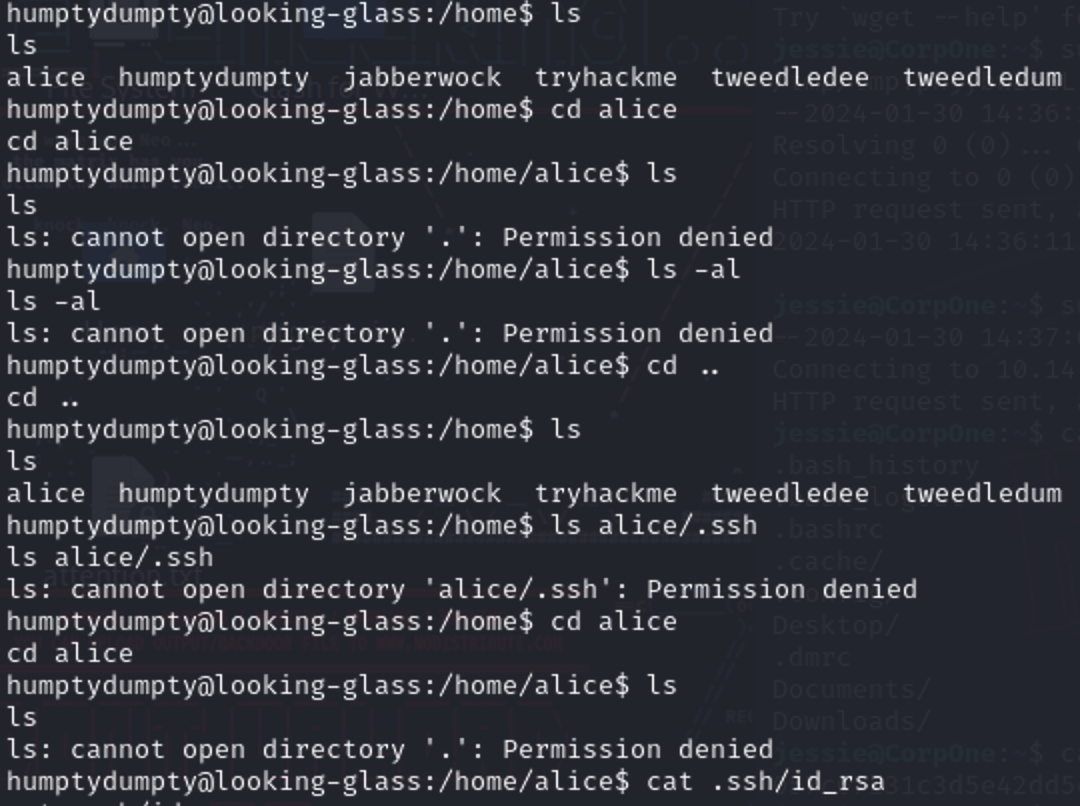 humptydumpty@looking-glass:/home$ ls
ls
alice  humptydumpty  jabberwock  tryhackme  tweedledee  tweedledum
humptydumpty@looking-glass:/home$ cd alice
cd alice
humptydumpty@looking-glass:/home/alice$ ls
ls
ls: cannot open directory '.': Permission denied
humptydumpty@looking-glass:/home/alice$ ls -al
ls -al
ls: cannot open directory '.': Permission denied
humptydumpty@looking-glass:/home/alice$ cd ..
cd ..
humptydumpty@looking-glass:/home$ ls
ls
alice  humptydumpty  jabberwock  tryhackme  tweedledee  tweedledum
humptydumpty@looking-glass:/home$ ls alice/.ssh
ls alice/.ssh
ls: cannot open directory 'alice/.ssh': Permission denied
humptydumpty@looking-glass:/home$ cd alice
cd alice
humptydumpty@looking-glass:/home/alice$ ls
ls
ls: cannot open directory '.': Permission denied
humptydumpty@looking-glass:/home/alice$ cat .ssh/id_rsa
Try `wget --help' f
jessie@CorpOne:~$ s
--2024-01-30 14:36:
Resolving 0 (0)...
Connecting to 0 (0)
HTTP request sent,
2024-01-30 14:36:11
jessie@CorpOne:~$ s
--2024-01-30 14:37:
Connecting to 10.14
HTTP request sent,
jessie@CorpOne:~$ c
.bash_history
.bashrc
.cache/
Desktop/
.dmrc
Documents/
Downloads/
jessie@CorpOne:~$ c
31c3d5e42dd5